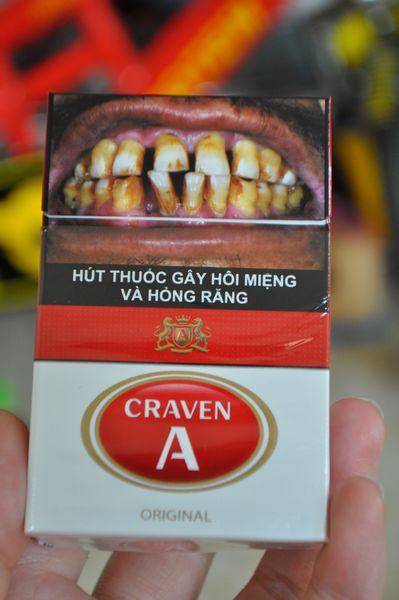 HÚT THUỐC GÂY HÔI MIỆNG
VÀ HỎNG RĂNG
A
CRAVEN
A
ORIGINAL